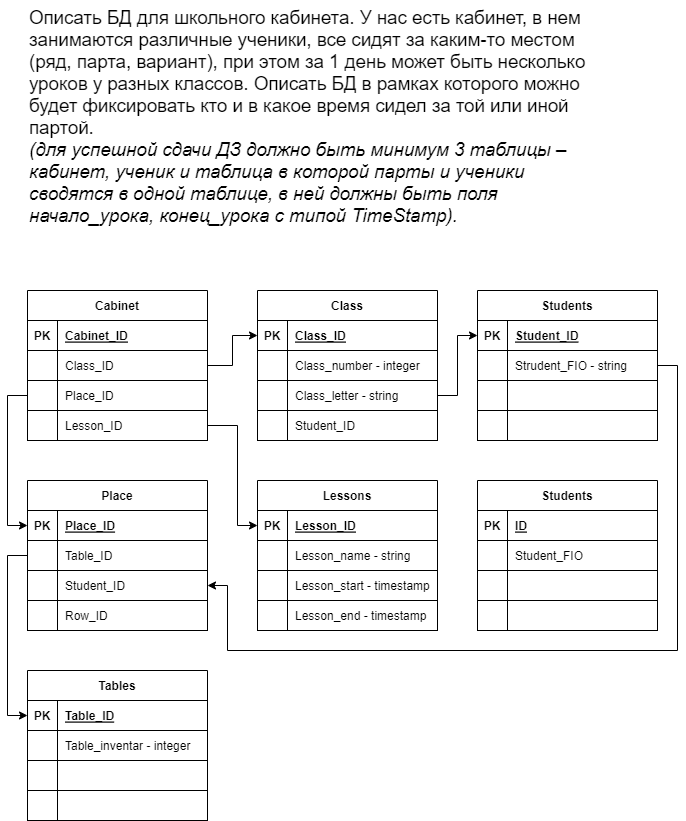 Описать БД для школьного кабинета. У нас есть кабинет, в нем
занимаются различные ученики, все сидят за каким-то местом
(ряд, парта, вариант), при этом за 1 день может быть несколько
уроков у разных классов. Описать БД в рамках которого можно
будет фиксировать кто и в какое время сидел за той или иной
партой.
(для успешной сдачи ДЗ должно быть минимум 3 таблицы –
кабинет, ученик и таблица в которой парты и ученики
сводятся в одной таблице, в ней должны быть поля
начало_урока, конец_урока с типой TimeStamp).
Cabinet
PK Cabinet_ID
Class_ID
Place_ID
Lesson_ID
Class
PK Class_ID
Class_number - integer
Class_letter - string
Student_ID
Students
PK Student_ID
Strudent_FIO - string
Place
PK Place_ID
Table_ID
Student_ID
Row_ID
Lessons
PK Lesson_ID
Lesson_name - string
Lesson_start - timestamp
Lesson_end - timestamp
Students
PK ID
Student_FIO
Tables
PK Table_ID
Table_inventar - integer